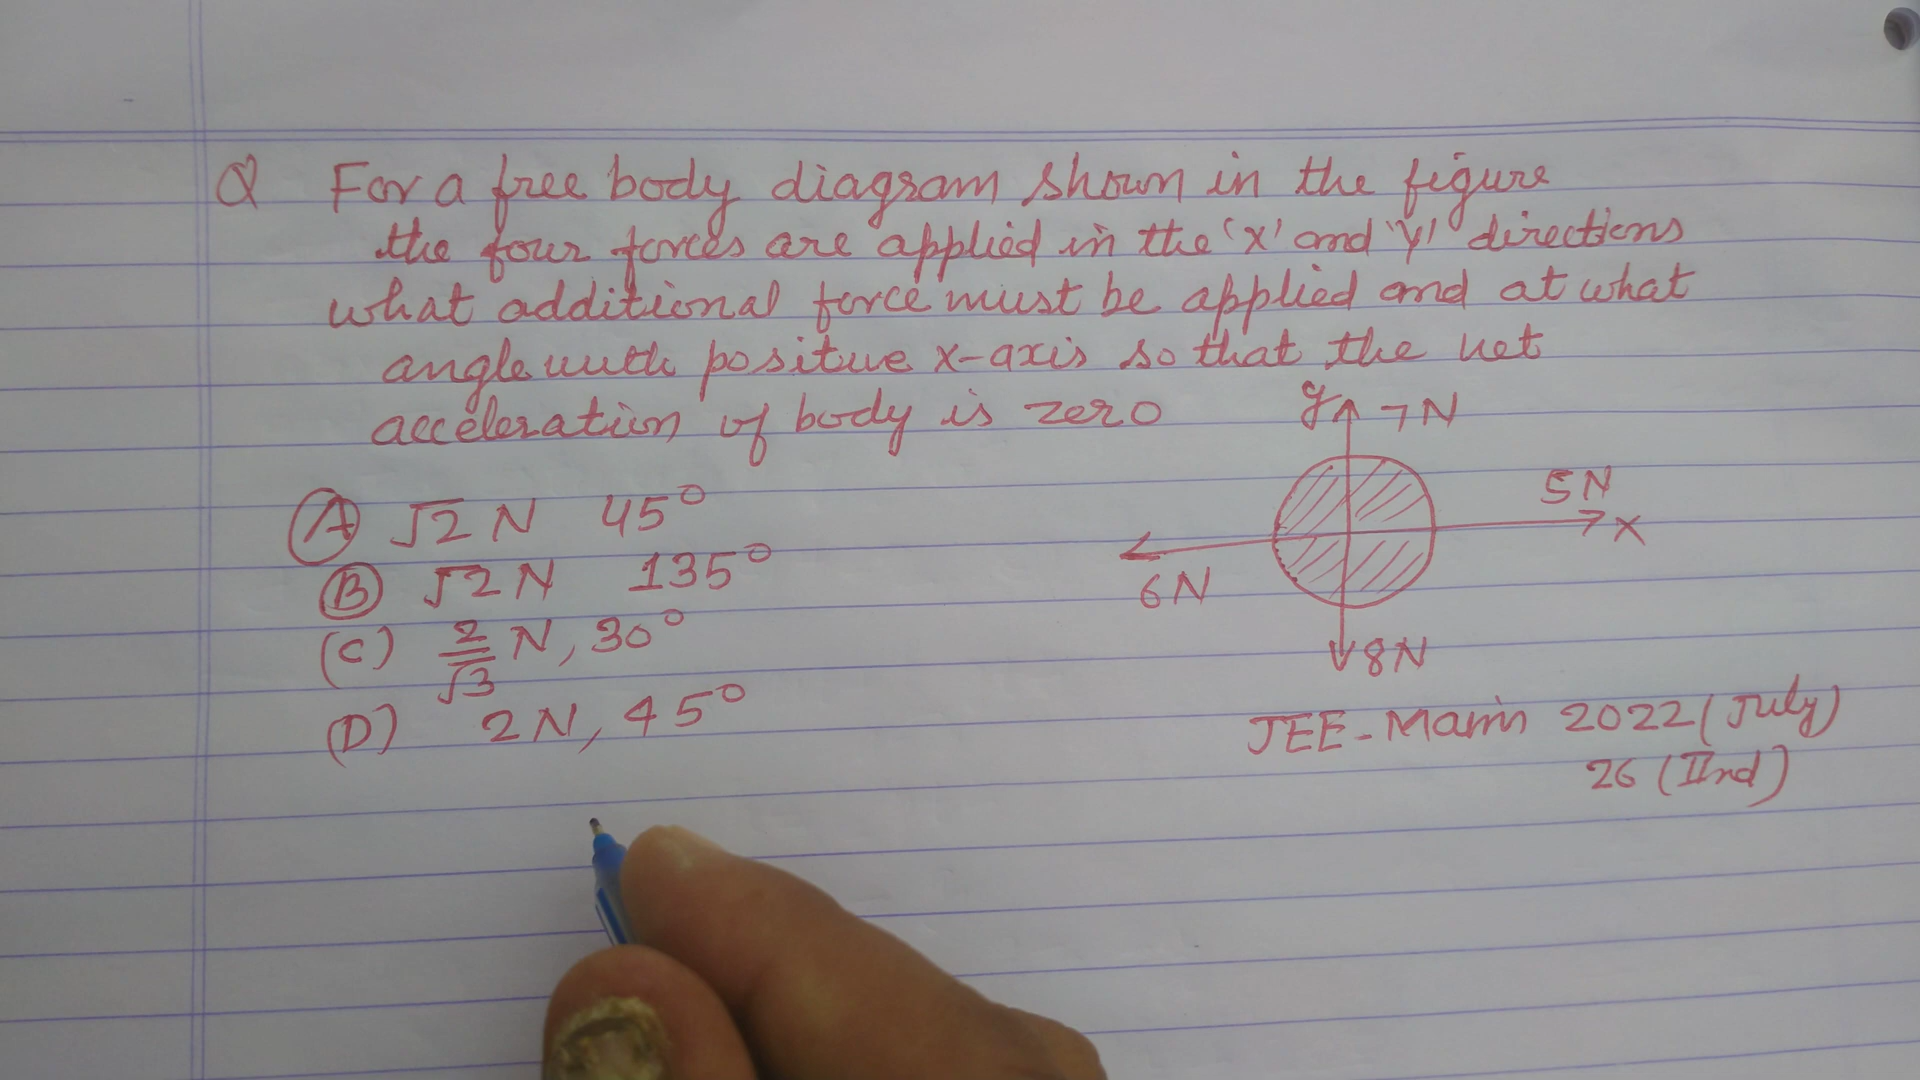 Q For a free body diagram shown in the figure
the four forces are applied in the 'x' and 'y' directions
what additional force must be applied and at what
angle with positive x-axis so that the net
acceleration of body is zero
y 7N
5N
x
6N
8N
(A) √2 N 45°
(B) √2 N 135°
(C) 2/√3 N, 30°
(D) 2N, 45°
JEE-Main 2022 (July)
26 (IInd)